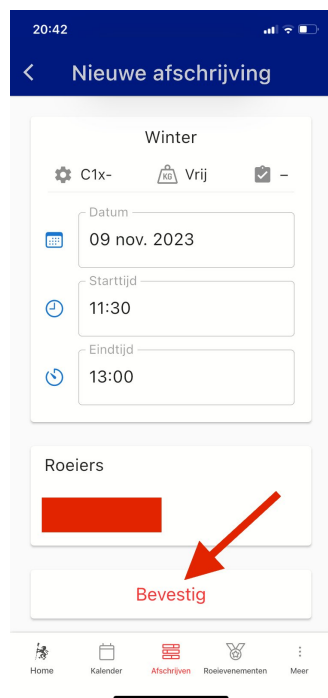 20:42
Nieuwe afschrijving
Winter
C1x- KG Vrij –
Datum
09 nov. 2023
Starttijd
11:30
Eindtijd
13:00
Roeiers
Bevestig
Home Kalender Afschrijven Roeievenementen Meer